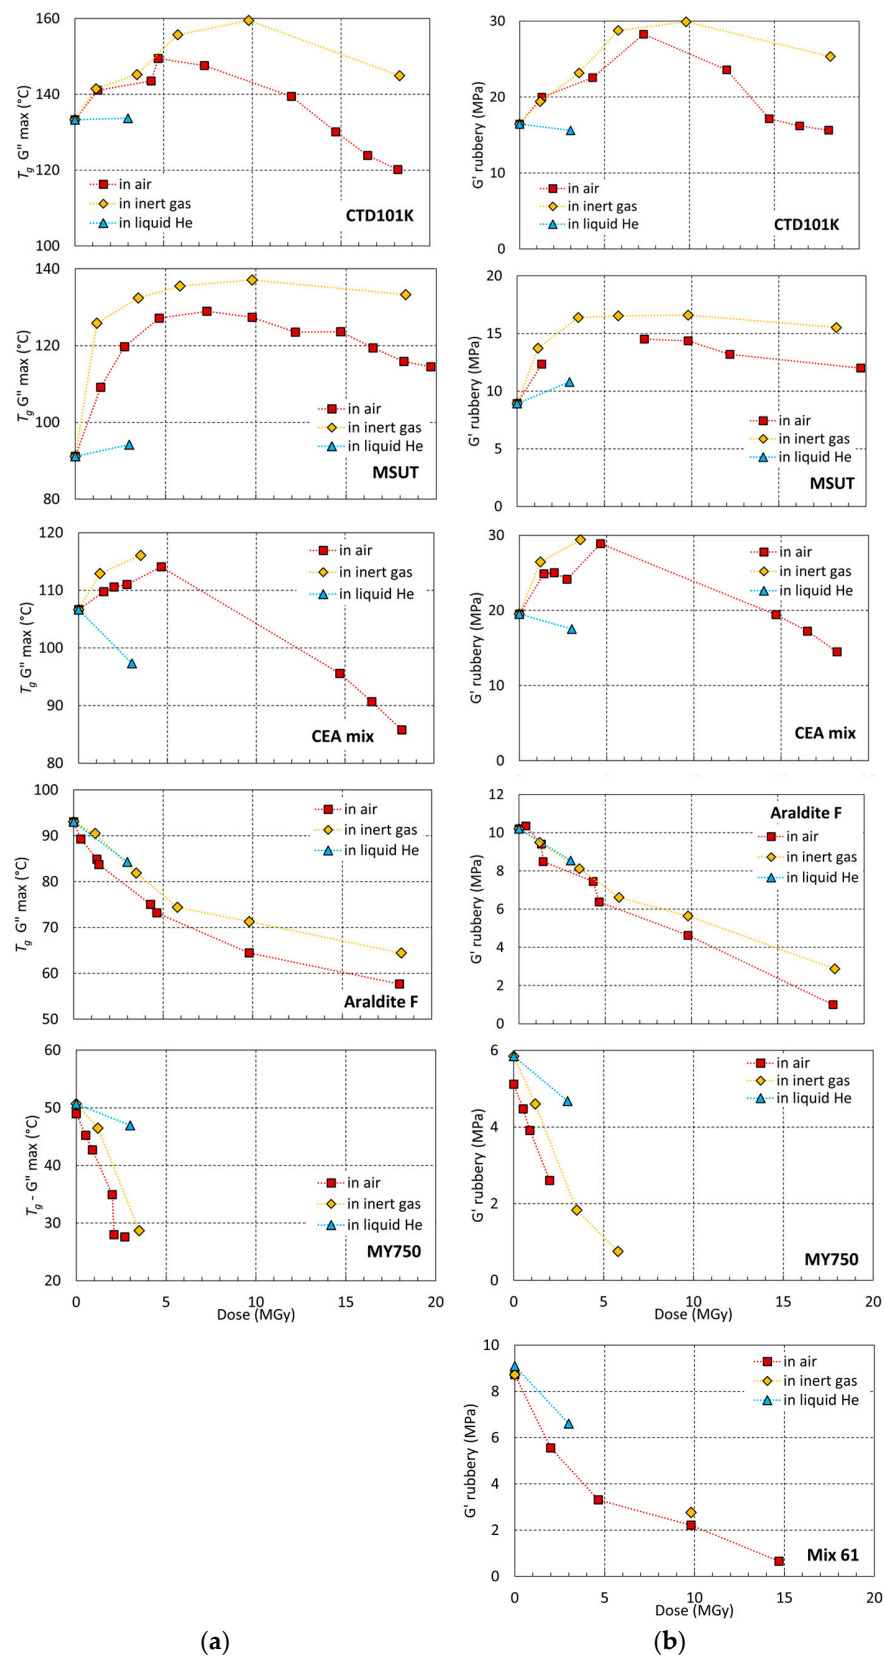 160
150
140
130
120
110
100
T_g G" max (°C)
in air
in inert gas
in liquid He
CTD101K
30
20
10
0
G' rubbery (MPa)
in air
in inert gas
in liquid He
CTD101K
140
120
100
80
T_g G" max (°C)
in air
in inert gas
in liquid He
MSUT
20
15
10
5
0
G' rubbery (MPa)
in air
in inert gas
in liquid He
MSUT
120
110
100
90
80
T_g G" max (°C)
in air
in inert gas
in liquid He
CEA mix
30
20
10
0
G' rubbery (MPa)
in air
in inert gas
in liquid He
CEA mix
100
90
80
70
60
50
T_g G" max (°C)
in air
in inert gas
in liquid He
Araldite F
12
10
8
6
4
2
0
G' rubbery (MPa)
Araldite F
in air
in inert gas
in liquid He
60
50
40
30
20
T_g - G" max (°C)
in air
in inert gas
in liquid He
MY750
0 5 10 15 20
Dose (MGy)
6
4
2
0
G' rubbery (MPa)
in air
in inert gas
in liquid He
MY750
0 5 10 15 20
Dose (MGy)
10
8
6
4
2
0
G' rubbery (MPa)
in air
in inert gas
in liquid He
Mix 61
0 5 10 15 20
Dose (MGy)
(a) (b)